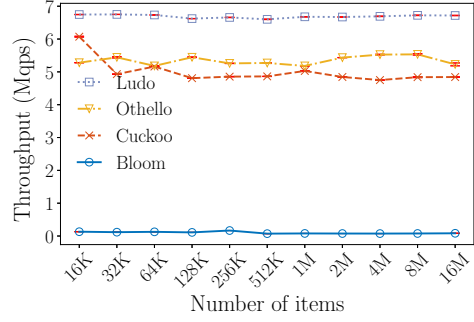 7
6
5
4
3
2
1
0
Throughput (Mqps)
Ludo
Othello
Cuckoo
Bloom
16K 32K 64K 128K 256K 512K 1M 2M 4M 8M 16M
Number of items